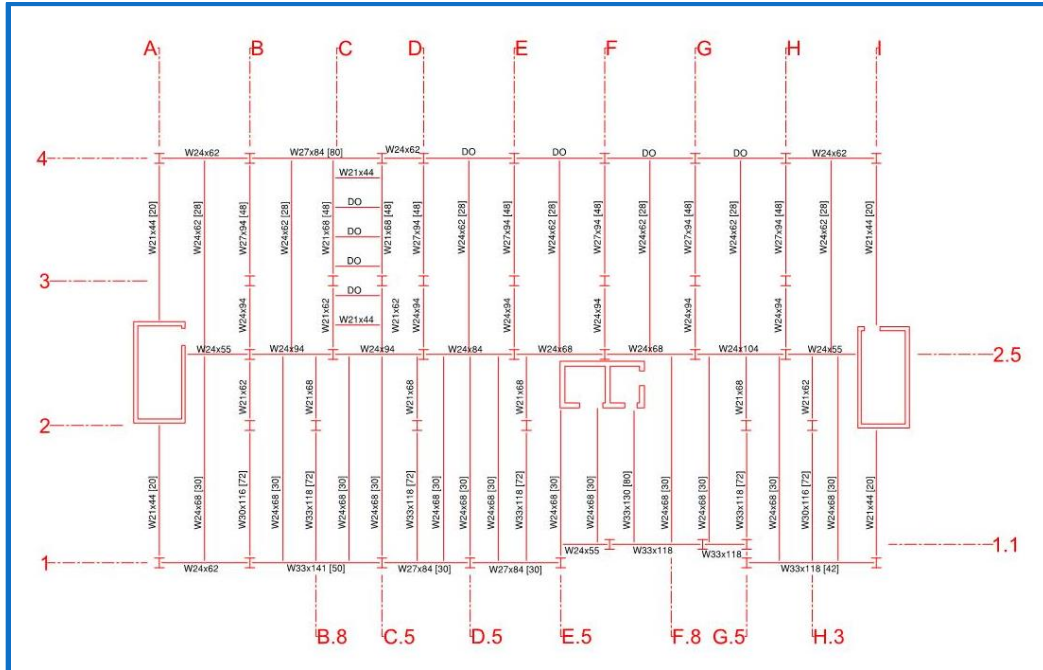 A B C D E F G H I
4
W24x62 W27x84 [80] W24x62 DO DO DO DO W24x62
W21x44
DO
DO
DO
DO
W21x44
W21x44 [20]
W24x62 [28]
W27x94 [48]
W24x62 [28]
W21x68 [48]
W21x68 [48]
W27x94 [48]
W24x62 [28]
W27x94 [48]
W24x62 [28]
W27x94 [48]
W24x62 [28]
W27x94 [48]
W24x62 [28]
W27x94 [48]
W24x62 [28]
W21x44 [20]
3
W24x94
W21x62
W21x62
W24x94
W24x94
W24x94
W24x94
W24x94
W24x55 W24x94 W24x94 W24x84 W24x68 W24x68 W24x104 W24x55
2.5
W21x62
W21x68
W21x68
W21x68
W21x68
W21x62
2
W21x44 [20]
W24x68 [30]
W30x116 [72]
W24x68 [30]
W33x118 [72]
W24x68 [30]
W24x68 [30]
W33x118 [72]
W24x68 [30]
W24x68 [30]
W24x68 [30]
W33x118 [72]
W24x68 [30]
W24x68 [30]
W33x130 [80]
W24x68 [30]
W24x68 [30]
W33x118 [72]
W24x68 [30]
W30x116 [72]
W24x68 [30]
W21x44 [20]
1.1
W24x55 W33x118 W33x118
1
W24x62 W33x141 [50] W27x84 [30] W27x84 [30] W33x118 [42]
B.8 C.5 D.5 E.5 F.8 G.5 H.3